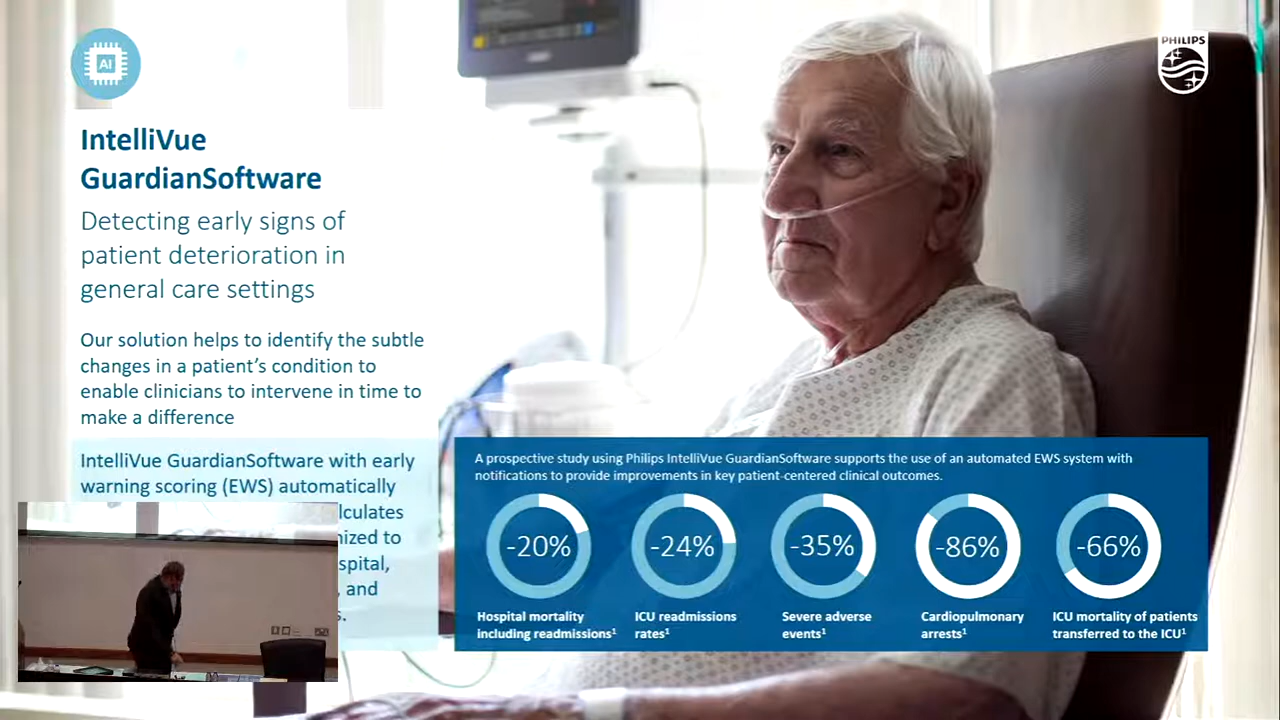 AI
PHILIPS
IntelliVue
GuardianSoftware
Detecting early signs of
patient deterioration in
general care settings
Our solution helps to identify the subtle
changes in a patient's condition to
enable clinicians to intervene in time to
make a difference
IntelliVue GuardianSoftware with early
warning scoring (EWS) automatically
lculates
nized to
spital,
, and
s.
A prospective study using Philips IntelliVue GuardianSoftware supports the use of an automated EWS system with
notifications to provide improvements in key patient-centered clinical outcomes.
-20%
-24%
-35%
-86%
-66%
Hospital mortality
including readmissions¹
ICU readmissions
rates¹
Severe adverse
events¹
Cardiopulmonary
arrests¹
ICU mortality of patients
transferred to the ICU¹